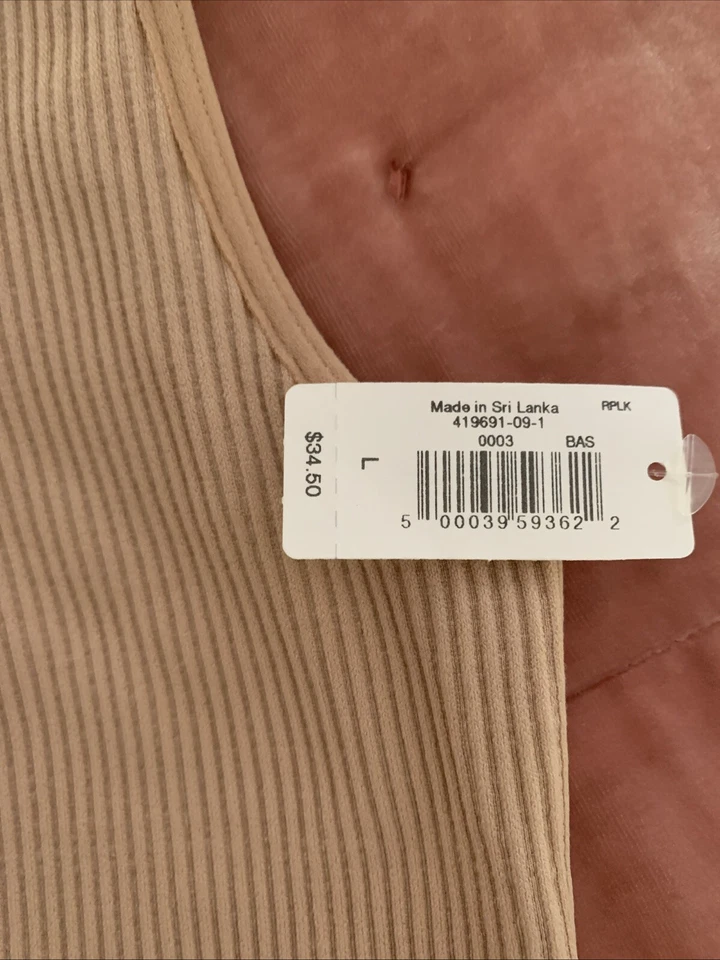 Made in Sri Lanka RPLK
419691-09-1
0003 BAS
5 00039 59362 2
L
$34.50